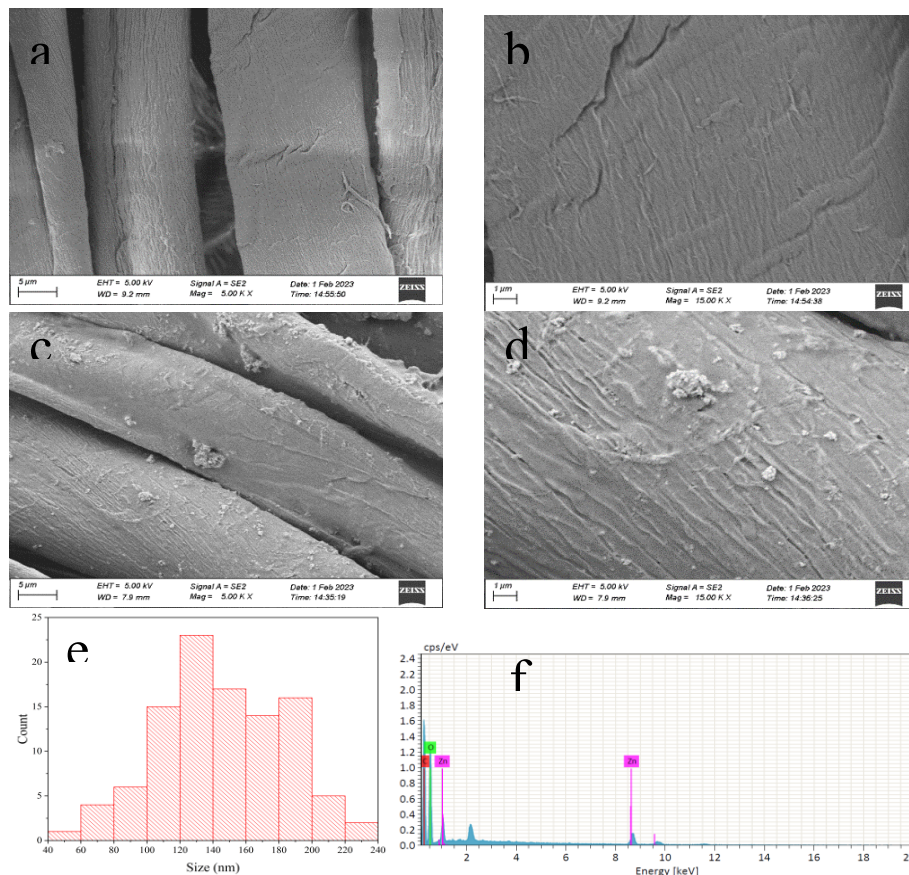 a
5 µm
EHT = 5.00 kV
Signal A = SE2
Date: 1 Feb 2023
WD = 9.2 mm
Mag = 5.00 K X
Time: 14:55:50
ZEISS
b
1 µm
EHT = 5.00 kV
Signal A = SE2
Date: 1 Feb 2023
WD = 9.2 mm
Mag = 15.00 K X
Time: 14:54:38
ZEISS
c
5 µm
EHT = 5.00 kV
Signal A = SE2
Date: 1 Feb 2023
WD = 7.9 mm
Mag = 5.00 K X
Time: 14:35:19
ZEISS
d
1 µm
EHT = 5.00 kV
Signal A = SE2
Date: 1 Feb 2023
WD = 7.9 mm
Mag = 15.00 K X
Time: 14:36:25
ZEISS
e
25
20
15
10
5
0
Count
40 60 80 100 120 140 160 180 200 220 240
Size (nm)
f
cps/eV
2.4
2.2
2.0
1.8
1.6
1.4
1.2
1.0
0.8
0.6
0.4
0.2
0.0
C
O
Zn
Zn
2 4 6 8 10 12 14 16 18
Energy [keV]